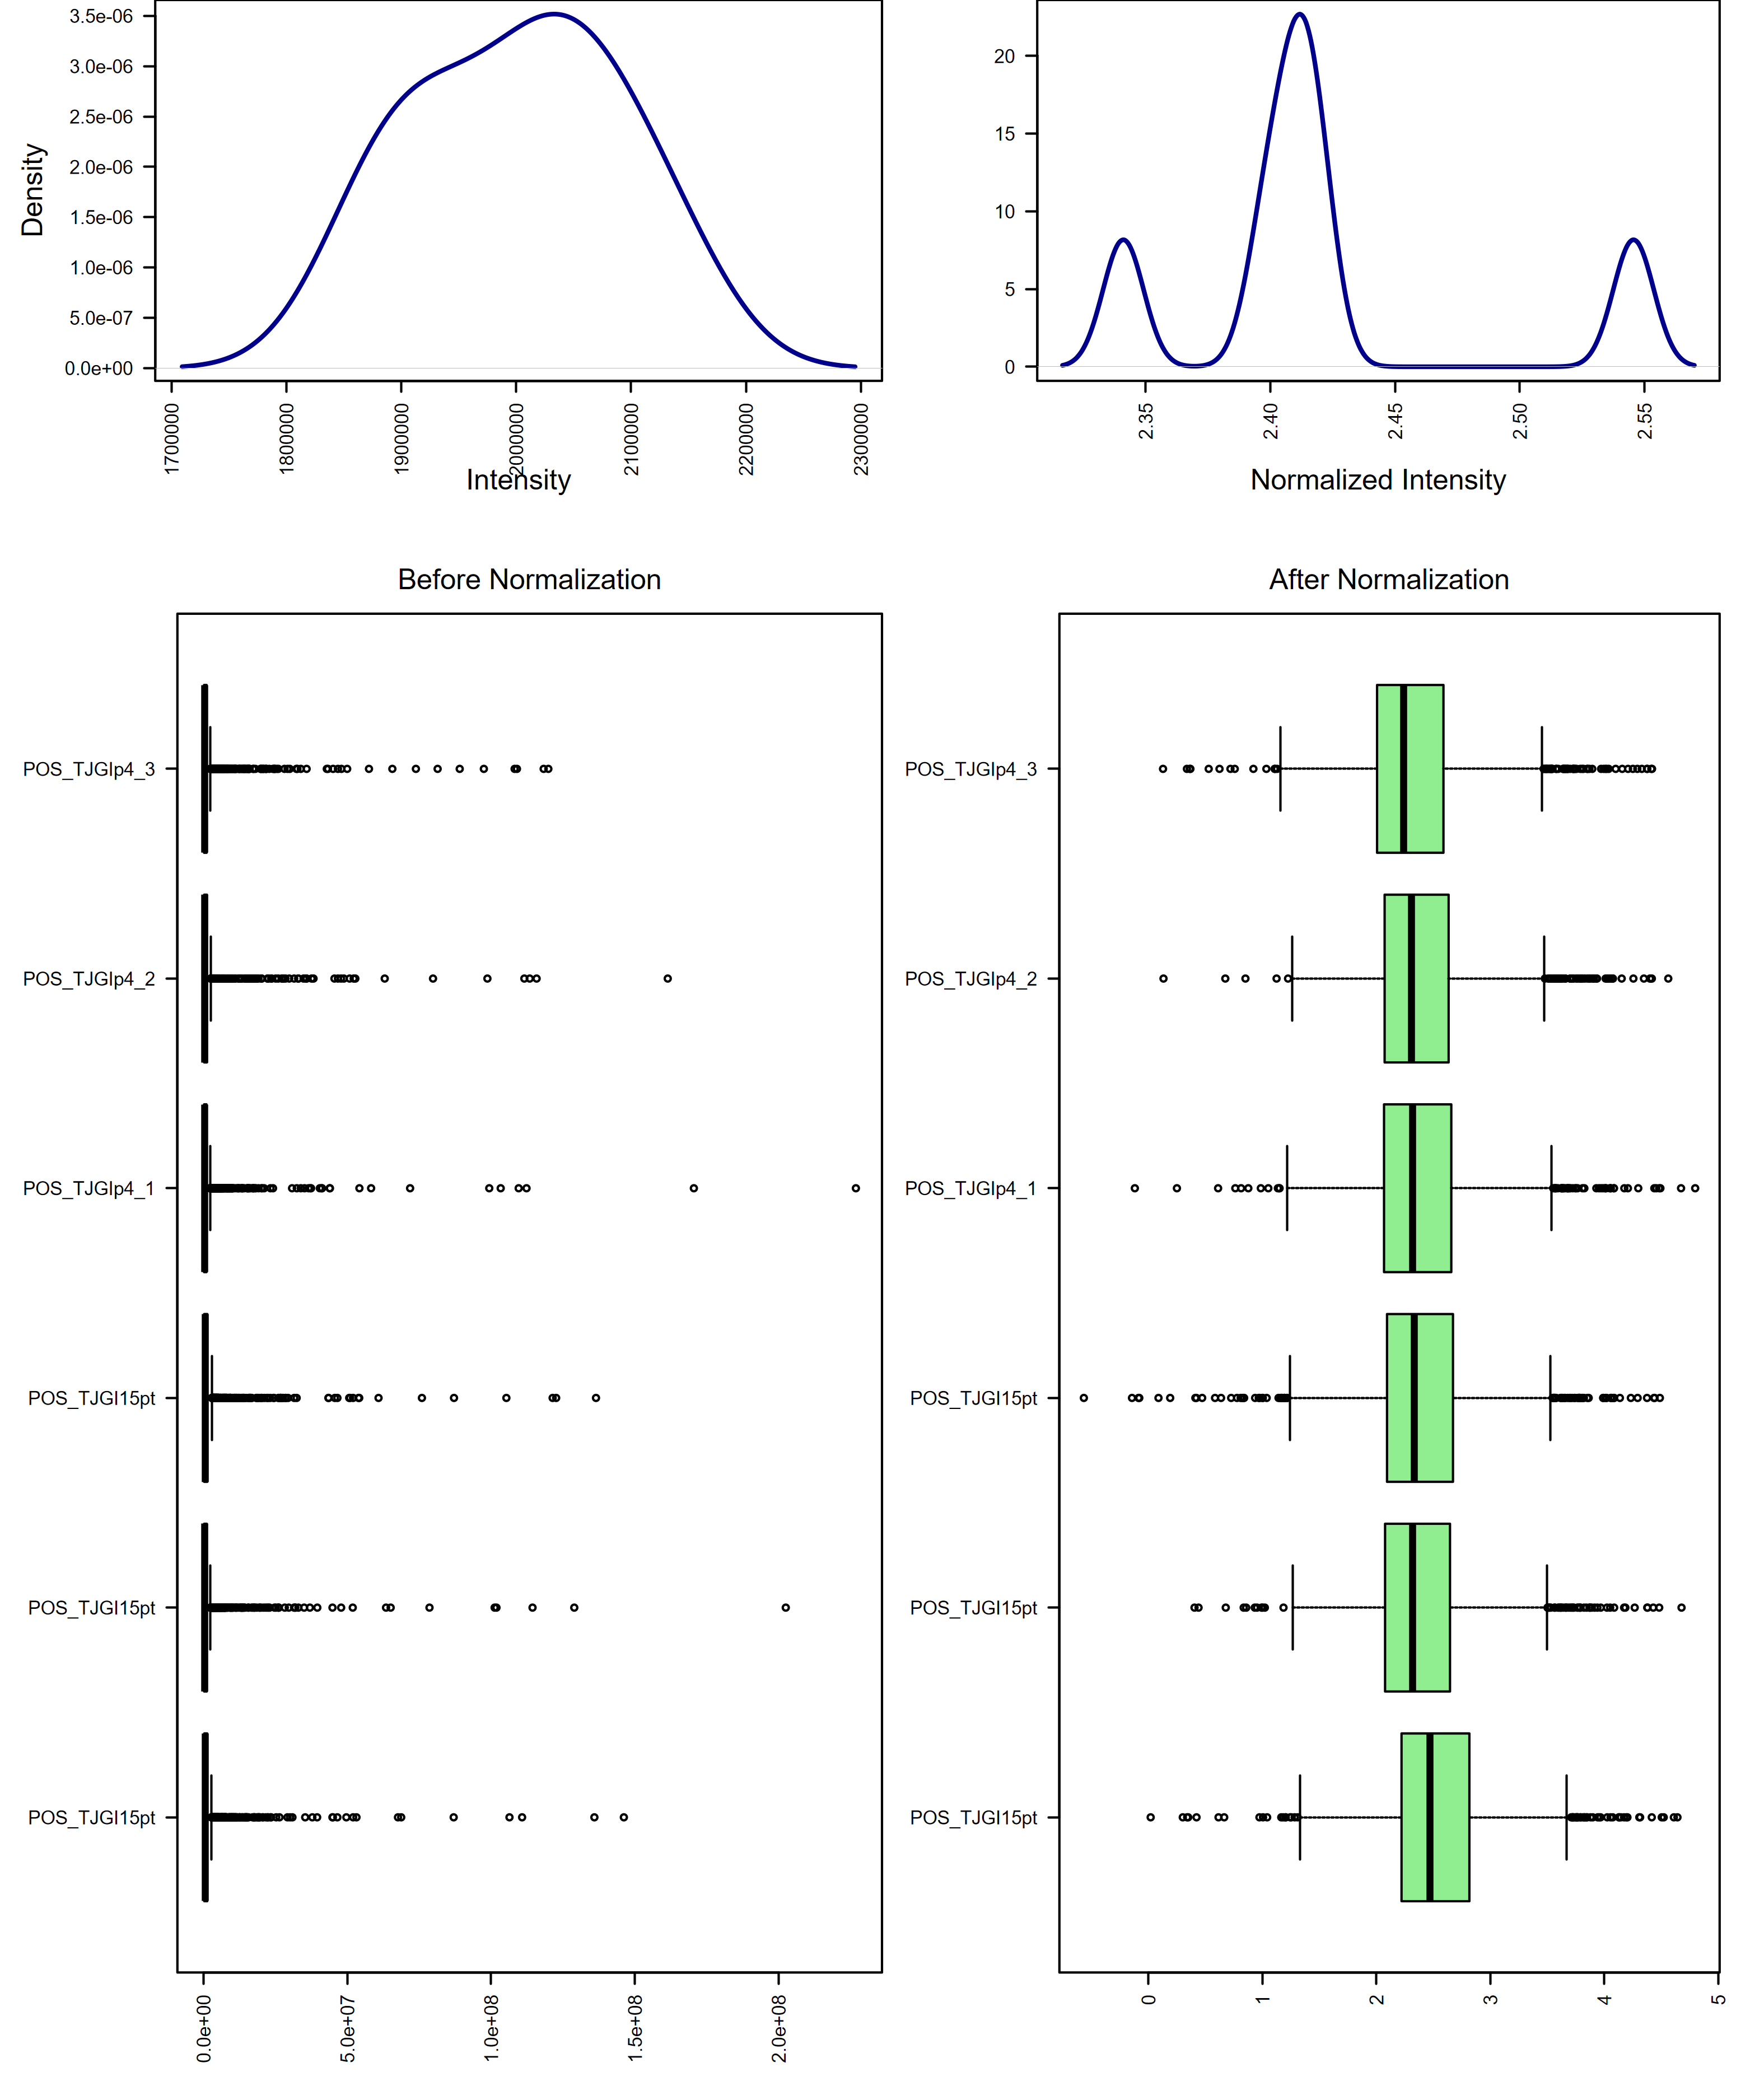 Density
3.5e-06
3.0e-06
2.5e-06
2.0e-06
1.5e-06
1.0e-06
5.0e-07
0.0e+00
1700000
1800000
1900000
2000000
2100000
2200000
2300000
Intensity
20
15
10
5
0
2.35
2.40
2.45
2.50
2.55
Normalized Intensity
Before Normalization
POS_TJGIp4_3
POS_TJGIp4_2
POS_TJGIp4_1
POS_TJGI15pt
POS_TJGI15pt
POS_TJGI15pt
0.0e+00
5.0e+07
1.0e+08
1.5e+08
2.0e+08
After Normalization
POS_TJGIp4_3
POS_TJGIp4_2
POS_TJGIp4_1
POS_TJGI15pt
POS_TJGI15pt
POS_TJGI15pt
0
1
2
3
4
5